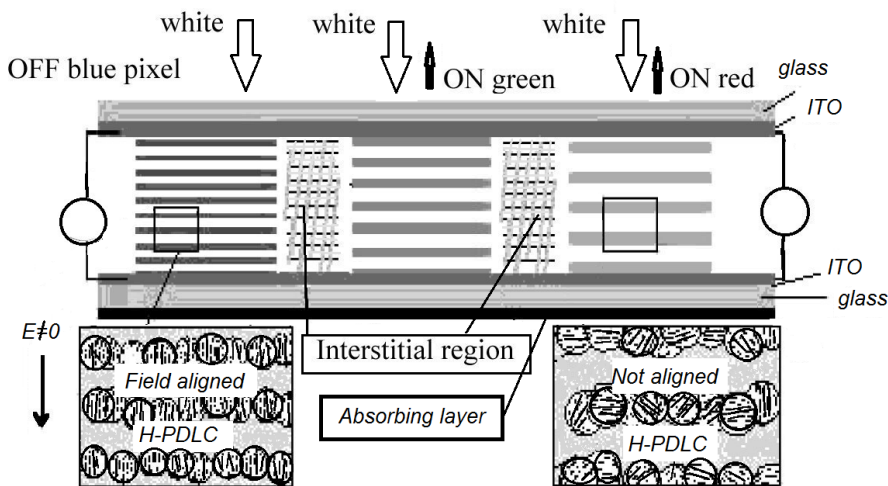 white
white
white
OFF blue pixel
ON green
ON red
glass
ITO
ITO
glass
E≠0
Interstitial region
Field aligned
H-PDLC
Absorbing layer
Not aligned
H-PDLC